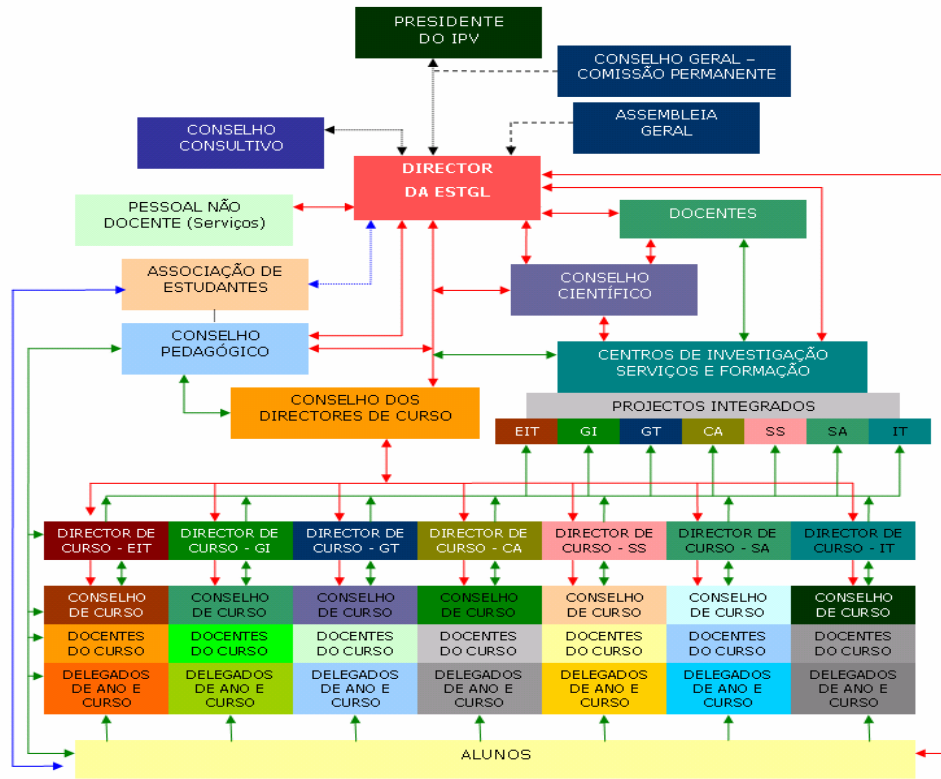 PRESIDENTE
DO IPV
CONSELHO GERAL –
COMISSÃO PERMANENTE
ASSEMBLEIA
GERAL
CONSELHO
CONSULTIVO
DIRECTOR
DA ESTGL
PESSOAL NÃO
DOCENTE (Serviços)
DOCENTES
ASSOCIAÇÃO DE
ESTUDANTES
CONSELHO
CIENTÍFICO
CONSELHO
PEDAGÓGICO
CENTROS DE INVESTIGAÇÃO
SERVIÇOS E FORMAÇÃO
CONSELHO DOS
DIRECTORES DE CURSO
PROJECTOS INTEGRADOS
EIT GI GT CA SS SA IT
DIRECTOR DE
CURSO - EIT
DIRECTOR DE
CURSO - GI
DIRECTOR DE
CURSO - GT
DIRECTOR DE
CURSO - CA
DIRECTOR DE
CURSO - SS
DIRECTOR DE
CURSO - SA
DIRECTOR DE
CURSO - IT
CONSELHO
DE CURSO
CONSELHO
DE CURSO
CONSELHO
DE CURSO
CONSELHO
DE CURSO
CONSELHO
DE CURSO
CONSELHO
DE CURSO
CONSELHO
DE CURSO
DOCENTES
DO CURSO
DOCENTES
DO CURSO
DOCENTES
DO CURSO
DOCENTES
DO CURSO
DOCENTES
DO CURSO
DOCENTES
DO CURSO
DOCENTES
DO CURSO
DELEGADOS
DE ANO E
CURSO
DELEGADOS
DE ANO E
CURSO
DELEGADOS
DE ANO E
CURSO
DELEGADOS
DE ANO E
CURSO
DELEGADOS
DE ANO E
CURSO
DELEGADOS
DE ANO E
CURSO
DELEGADOS
DE ANO E
CURSO
ALUNOS